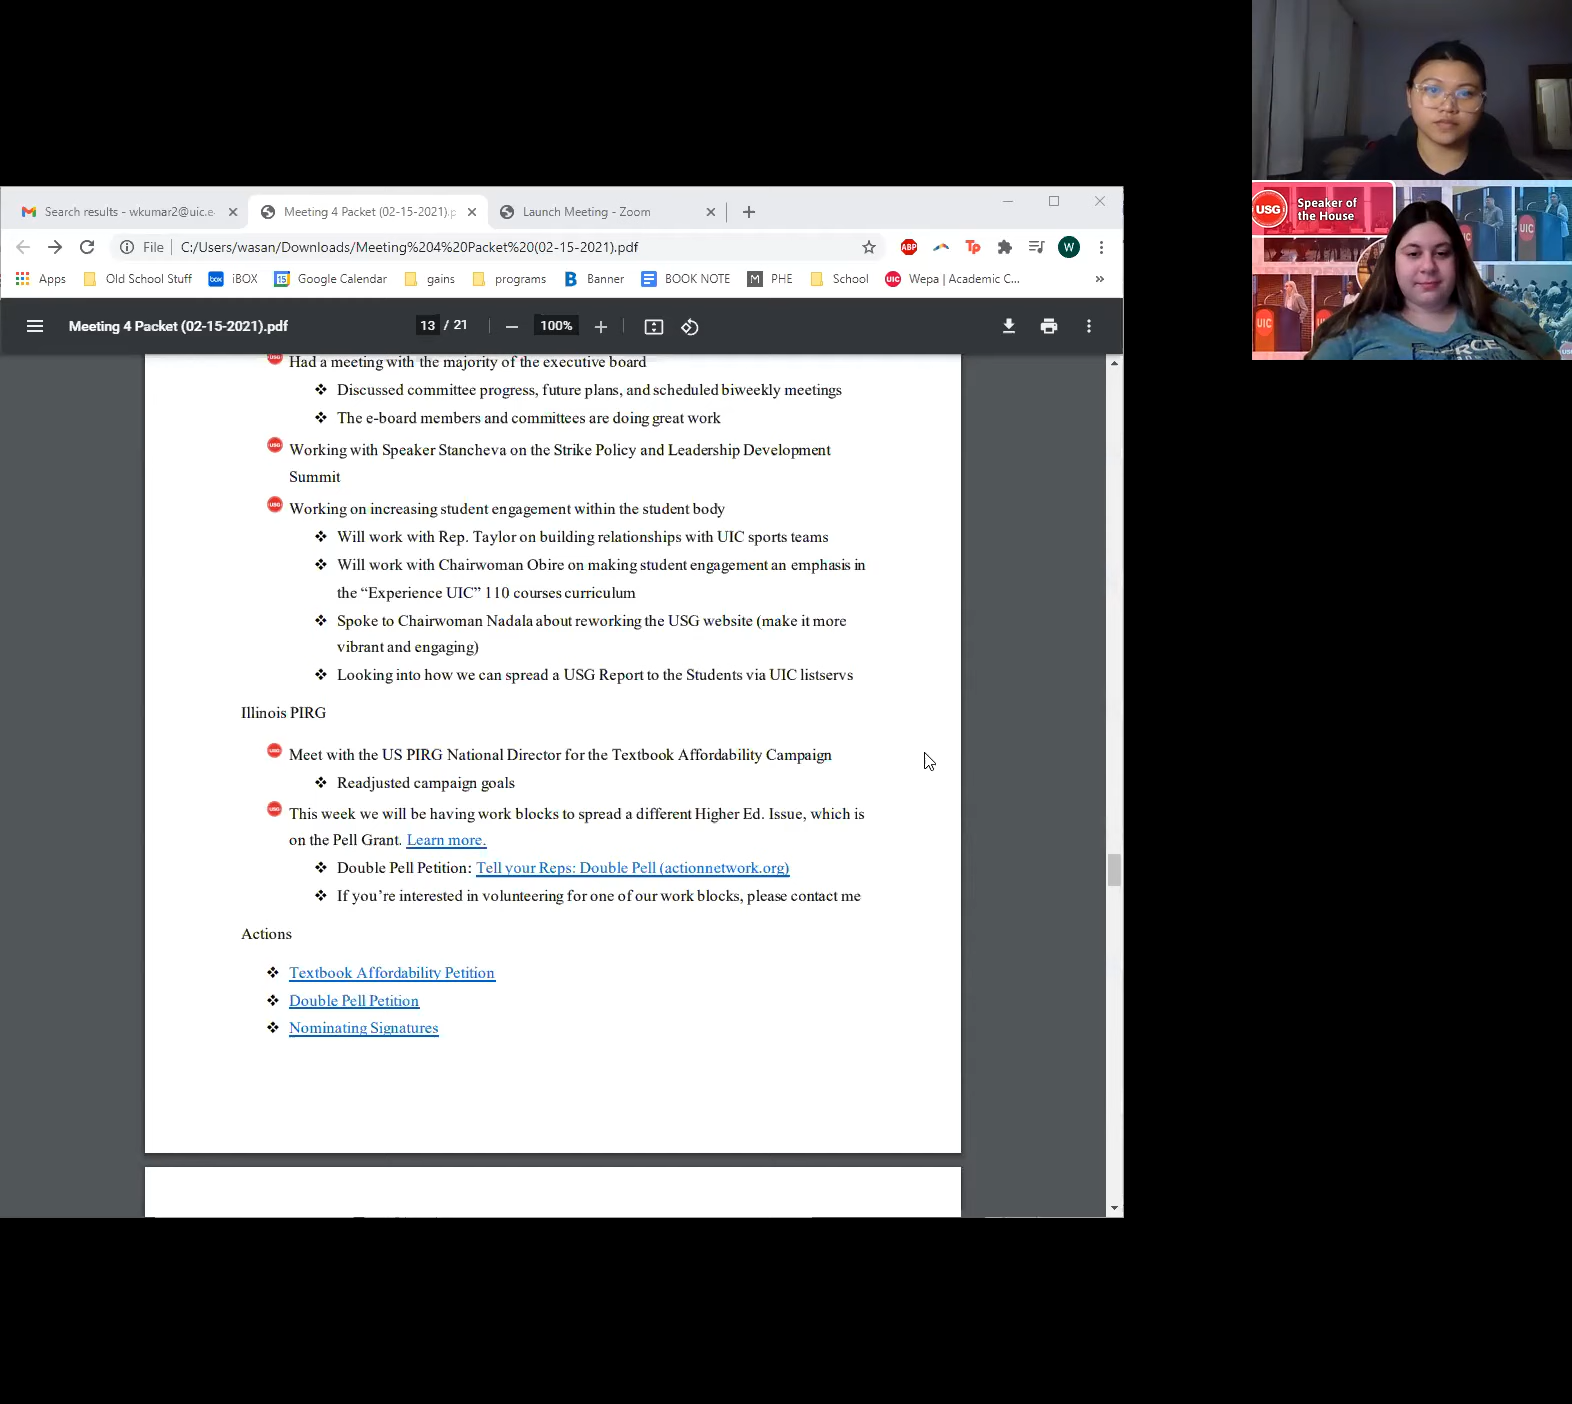 Search results - wkumar2@uic.e
Meeting 4 Packet (02-15-2021).p
Launch Meeting - Zoom
File
C:/Users/wasan/Downloads/Meeting%204%20Packet%20(02-15-2021).pdf
ABP
Tp
W
Apps
Old School Stuff
box
iBOX
15
Google Calendar
gains
programs
B
Banner
BOOK NOTE
M
PHE
School
UIC
Wepa | Academic C...
Meeting 4 Packet (02-15-2021).pdf
13 / 21
100%
USG
Speaker of
the House
UIC
UIC
Had a meeting with the majority of the executive board
❖ Discussed committee progress, future plans, and scheduled biweekly meetings
❖ The e-board members and committees are doing great work
USG Working with Speaker Stancheva on the Strike Policy and Leadership Development
Summit
USG Working on increasing student engagement within the student body
❖ Will work with Rep. Taylor on building relationships with UIC sports teams
❖ Will work with Chairwoman Obire on making student engagement an emphasis in
the “Experience UIC” 110 courses curriculum
❖ Spoke to Chairwoman Nadala about reworking the USG website (make it more
vibrant and engaging)
❖ Looking into how we can spread a USG Report to the Students via UIC listservs
Illinois PIRG
USG Meet with the US PIRG National Director for the Textbook Affordability Campaign
❖ Readjusted campaign goals
USG This week we will be having work blocks to spread a different Higher Ed. Issue, which is
on the Pell Grant. Learn more.
❖ Double Pell Petition: Tell your Reps: Double Pell (actionnetwork.org)
❖ If you’re interested in volunteering for one of our work blocks, please contact me
Actions
❖ Textbook Affordability Petition
❖ Double Pell Petition
❖ Nominating Signatures